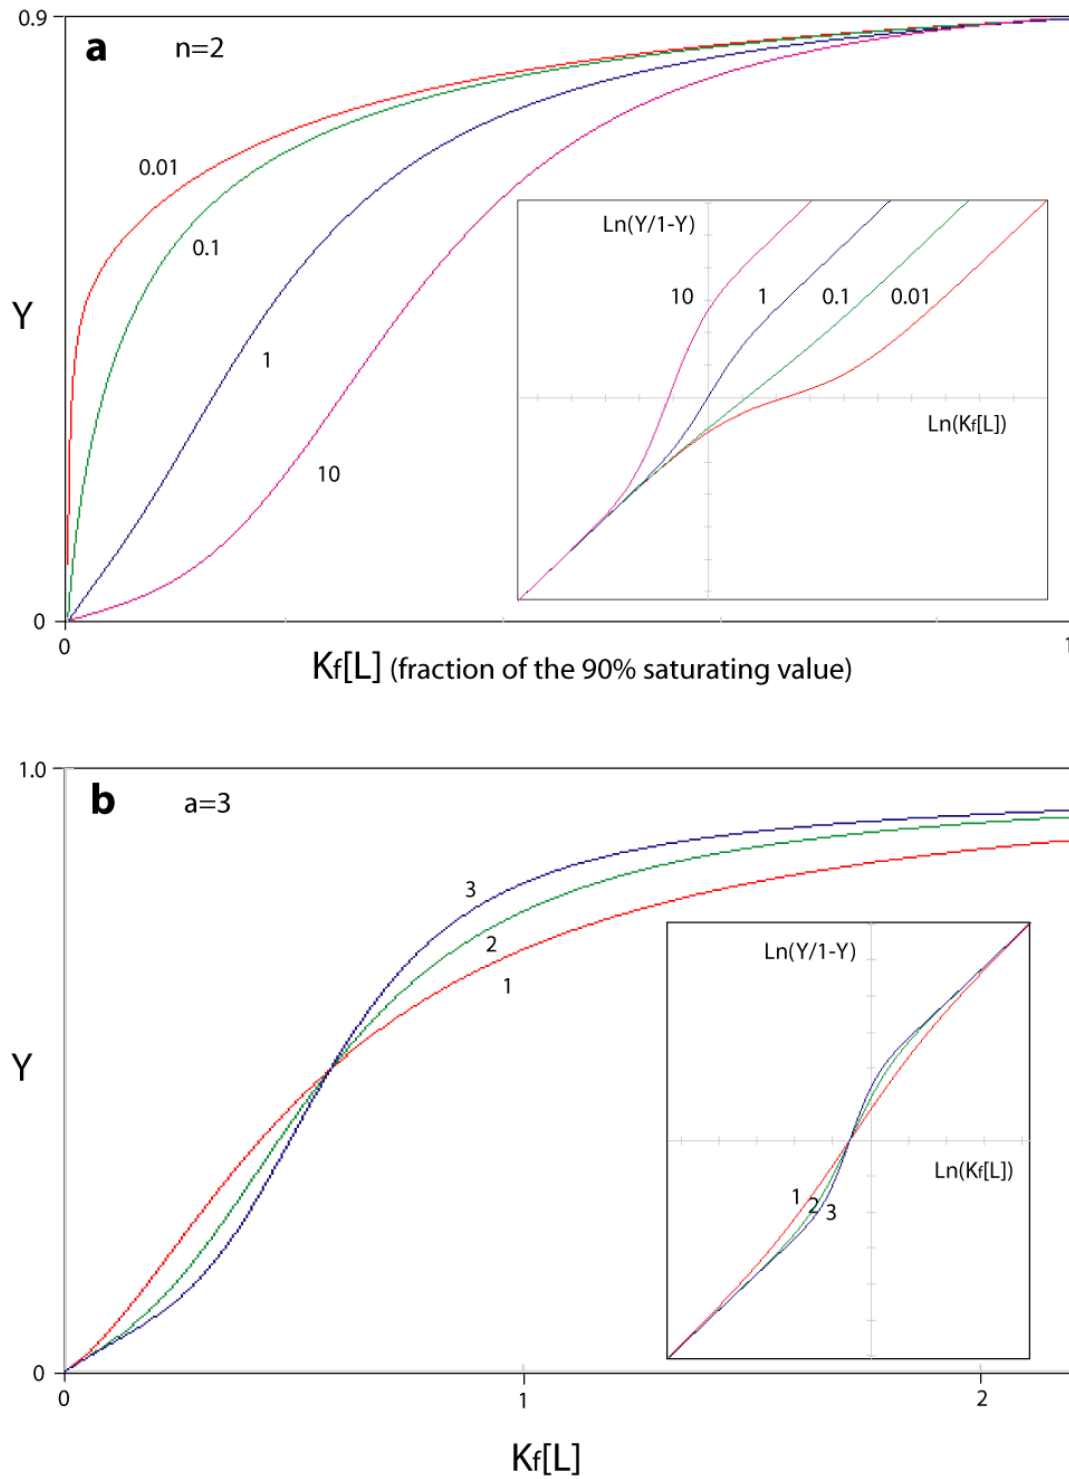 0.9
a n=2
0.01
0.1
Ln(Y/1-Y)
10 1 0.1 0.01
Y
1
Ln(Kf[L])
10
0
0 1
Kf[L] (fraction of the 90% saturating value)
1.0
b a=3
3
2
Ln(Y/1-Y)
1
Y
Ln(Kf[L])
1 2 3
0
0 1 2
Kf[L]